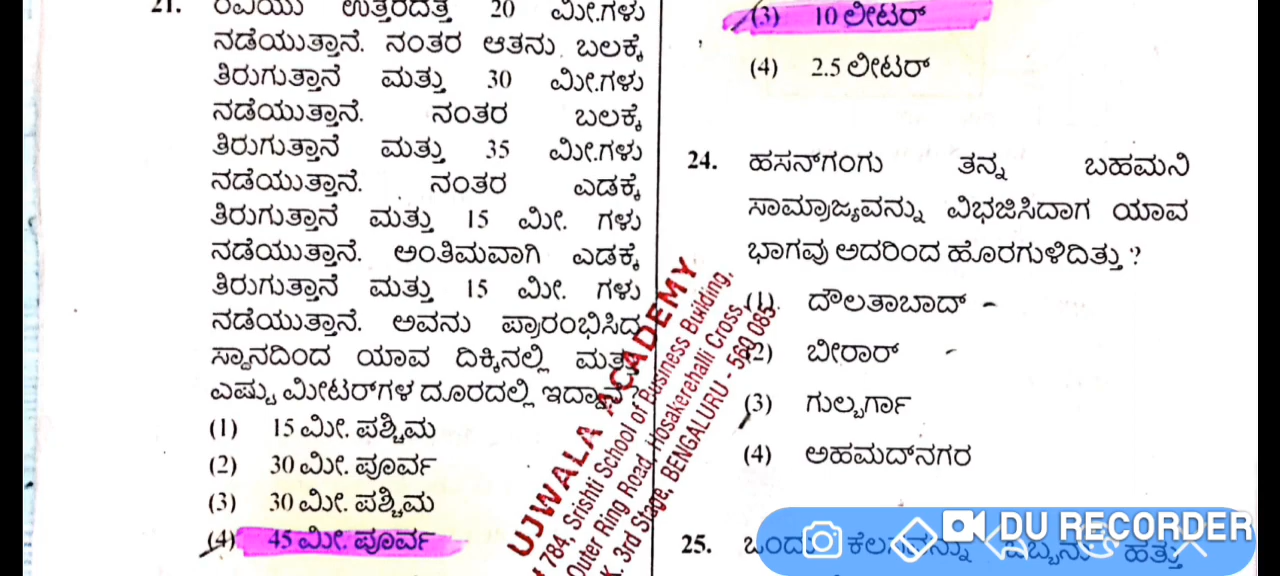 21. ರವಿಯು ಉತ್ತರದತ್ತ 20 ಮೀ.ಗಳು
ನಡೆಯುತ್ತಾನೆ. ನಂತರ ಆತನು ಬಲಕ್ಕೆ
ತಿರುಗುತ್ತಾನೆ ಮತ್ತು 30 ಮೀ.ಗಳು
ನಡೆಯುತ್ತಾನೆ. ನಂತರ ಬಲಕ್ಕೆ
ತಿರುಗುತ್ತಾನೆ ಮತ್ತು 35 ಮೀ.ಗಳು
ನಡೆಯುತ್ತಾನೆ. ನಂತರ ಎಡಕ್ಕೆ
ತಿರುಗುತ್ತಾನೆ ಮತ್ತು 15 ಮೀ. ಗಳು
ನಡೆಯುತ್ತಾನೆ. ಅಂತಿಮವಾಗಿ ಎಡಕ್ಕೆ
ತಿರುಗುತ್ತಾನೆ ಮತ್ತು 15 ಮೀ. ಗಳು
ನಡೆಯುತ್ತಾನೆ. ಅವನು ಪ್ರಾರಂಭಿಸಿದ
ಸ್ಥಾನದಿಂದ ಯಾವ ದಿಕ್ಕಿನಲ್ಲಿ ಮತ್ತು
ಎಷ್ಟು ಮೀಟರ್‌ಗಳ ದೂರದಲ್ಲಿ ಇದ್ದಾನೆ ?
(1) 15 ಮೀ. ಪಶ್ಚಿಮ
(2) 30 ಮೀ. ಪೂರ್ವ
(3) 30 ಮೀ. ಪಶ್ಚಿಮ
(4) 45 ಮೀ. ಪೂರ್ವ
(3) 10 ಲೀಟರ್
(4) 2.5 ಲೀಟರ್
24. ಹಸನ್‌ಗಂಗು ತನ್ನ ಬಹಮನಿ
ಸಾಮ್ರಾಜ್ಯವನ್ನು ವಿಭಜಿಸಿದಾಗ ಯಾವ
ಭಾಗವು ಅದರಿಂದ ಹೊರಗುಳಿದಿತ್ತು ?
(1) ದೌಲತಾಬಾದ್
(2) ಬೀರಾರ್
(3) ಗುಲ್ಬರ್ಗಾ
(4) ಅಹಮದ್‌ನಗರ
25. ಒಂದು
UJWALA ACADEMY
784, Srishti School of Business Building,
Outer Ring Road, Hosakerehalli Cross,
K. 3rd Stage, BENGALURU - 560 085.
DU RECORDER